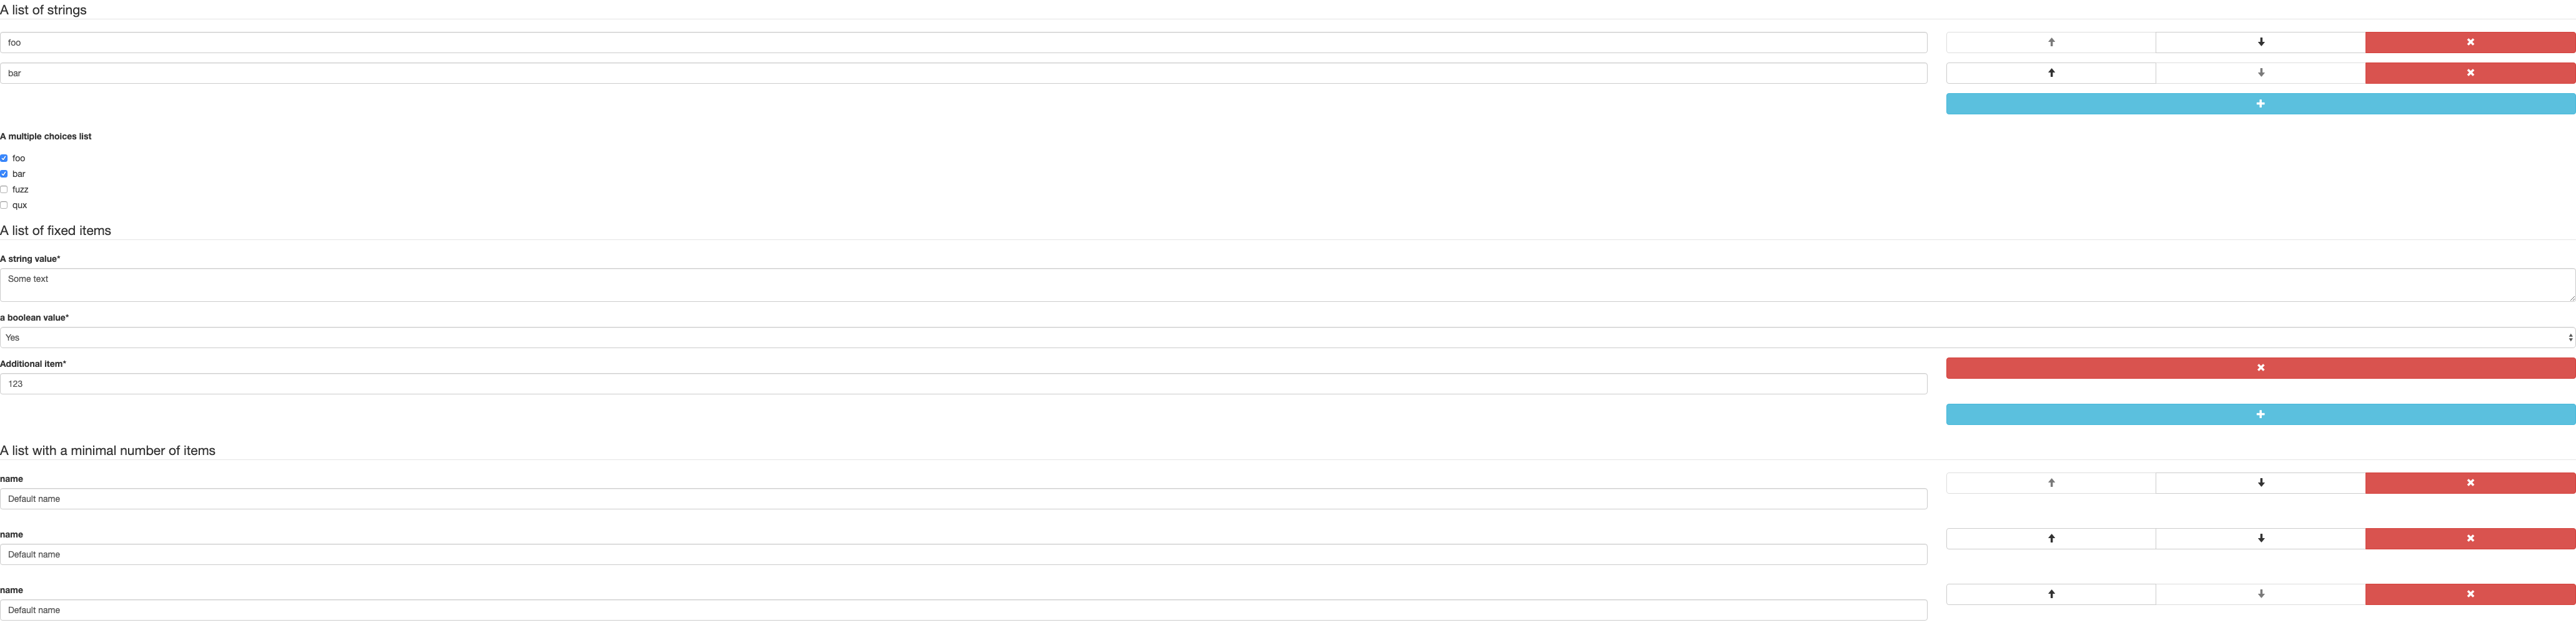 A list of strings
foo
bar
A multiple choices list
foo
bar
fuzz
qux
A list of fixed items
A string value*
Some text
a boolean value*
Yes
Additional item*
123
A list with a minimal number of items
name
Default name
name
Default name
name
Default name